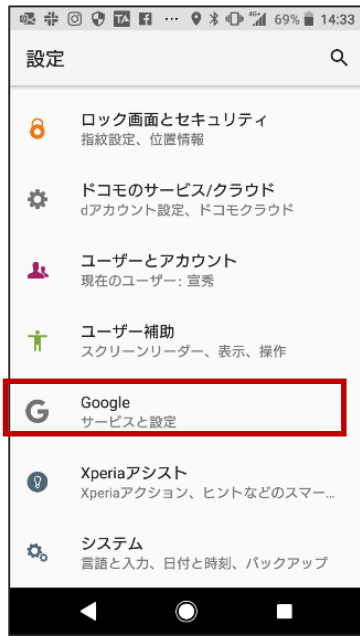 69% 14:33
設定
ロック画面とセキュリティ
指紋設定、位置情報
ドコモのサービス/クラウド
dアカウント設定、ドコモクラウド
ユーザーとアカウント
現在のユーザー: 宣秀
ユーザー補助
スクリーンリーダー、表示、操作
Google
サービスと設定
Xperiaアシスト
Xperiaアクション、ヒントなどのスマー...
システム
言語と入力、日付と時刻、バックアップ